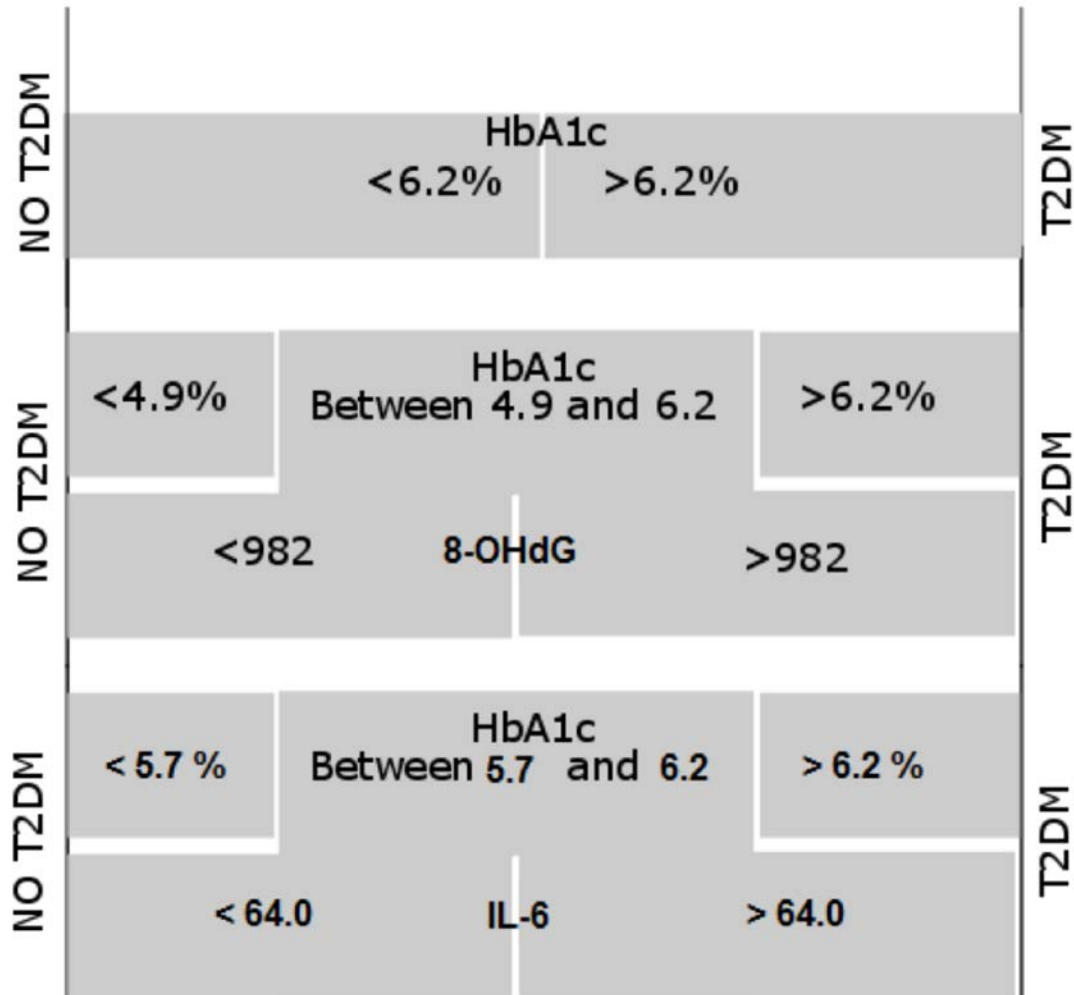 NO T2DM
HbA1c
<6.2% >6.2%
T2DM
NO T2DM
<4.9%
HbA1c
Between 4.9 and 6.2
>6.2%
<982 8-OHdG >982
T2DM
NO T2DM
< 5.7 %
HbA1c
Between 5.7 and 6.2
> 6.2 %
< 64.0 IL-6 > 64.0
T2DM